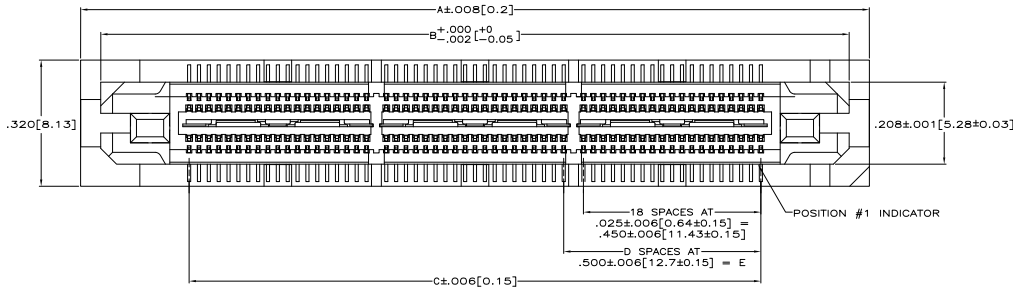 A±.008[0.2]
B +.000 -.002 [+0 -0.05]
.320[8.13]
.208±.001[5.28±0.03]
18 SPACES AT
.025±.006[0.64±0.15] =
.450±.006[11.43±0.15]
POSITION #1 INDICATOR
D SPACES AT
.500±.006[12.7±0.15] = E
C±.006[0.15]